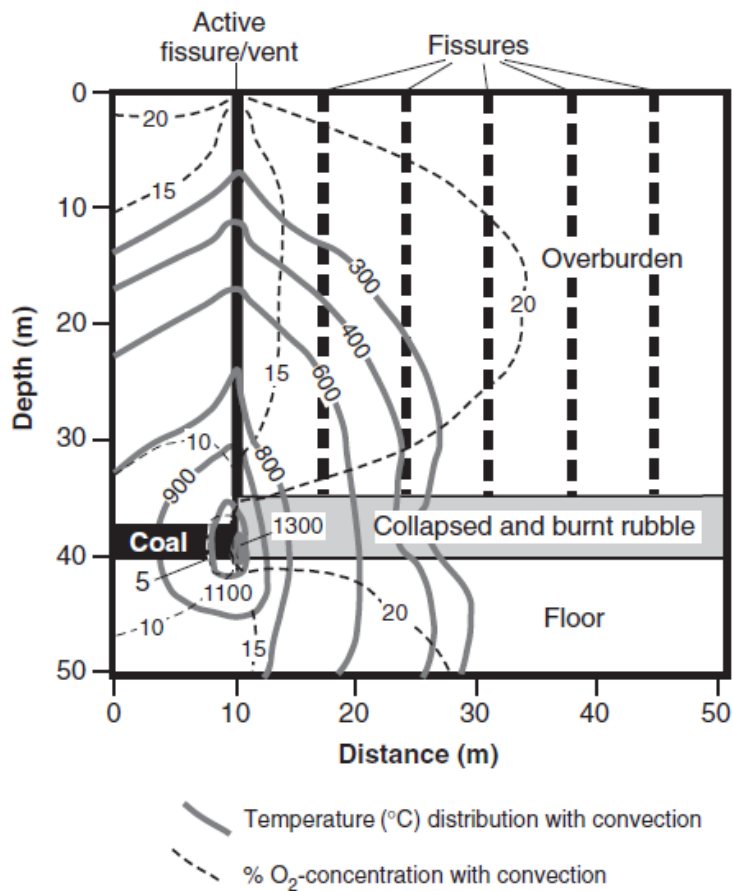 Active
fissure/vent
Fissures
0
20
15
10
300
Overburden
400
20
20
Depth (m)
600
15
30
10
800
900
1300
Collapsed and burnt rubble
Coal
40
5
1100
20
Floor
10
15
50
0
10
20
30
40
50
Distance (m)
Temperature (°C) distribution with convection
% O₂-concentration with convection